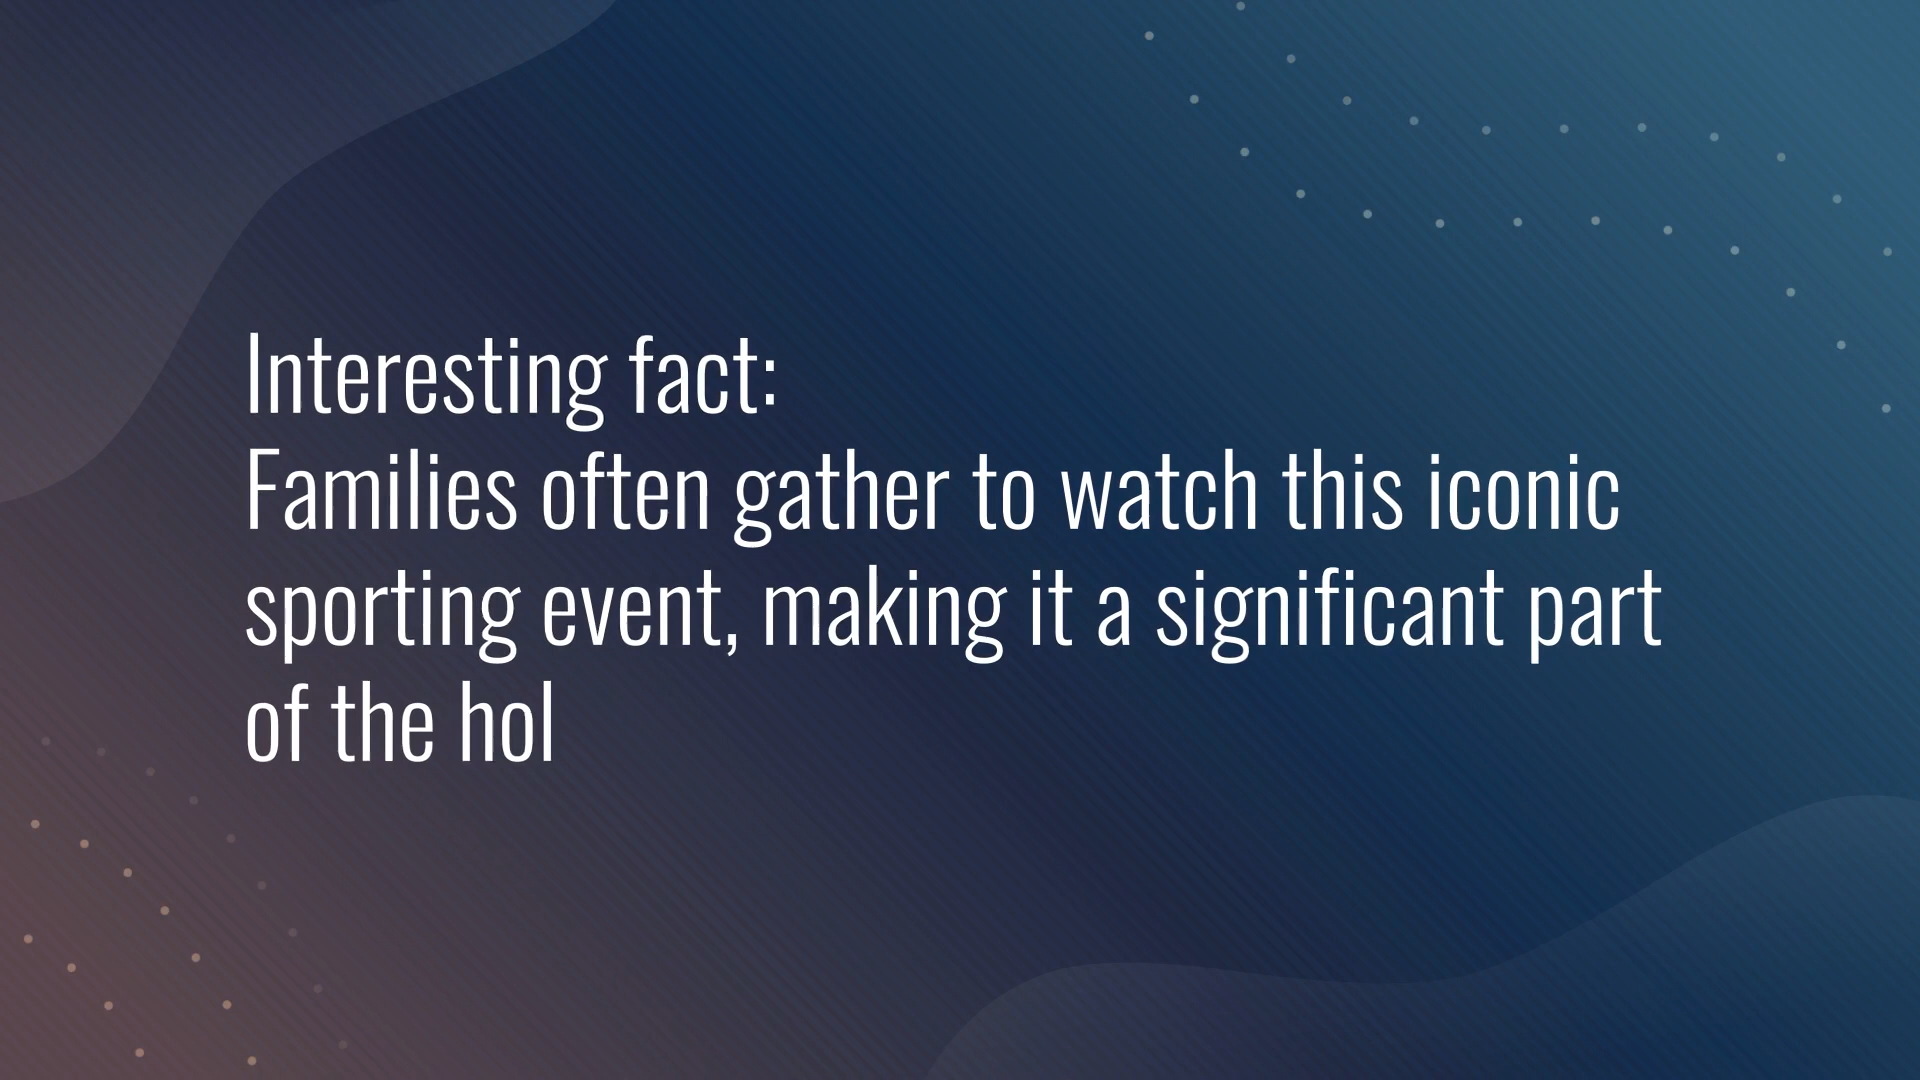 Interesting fact:
Families often gather to watch this iconic
sporting event, making it a significant part
of the hol